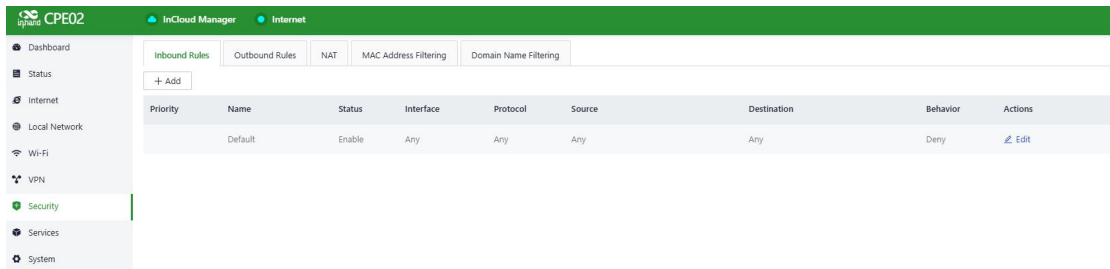 inhand CPE02 InCloud Manager Internet
Dashboard
Status
Internet
Local Network
Wi-Fi
VPN
Security
Services
System
Inbound Rules Outbound Rules NAT MAC Address Filtering Domain Name Filtering
+ Add
Priority Name Status Interface Protocol Source Destination Behavior Actions
Default Enable Any Any Any Any Deny Edit